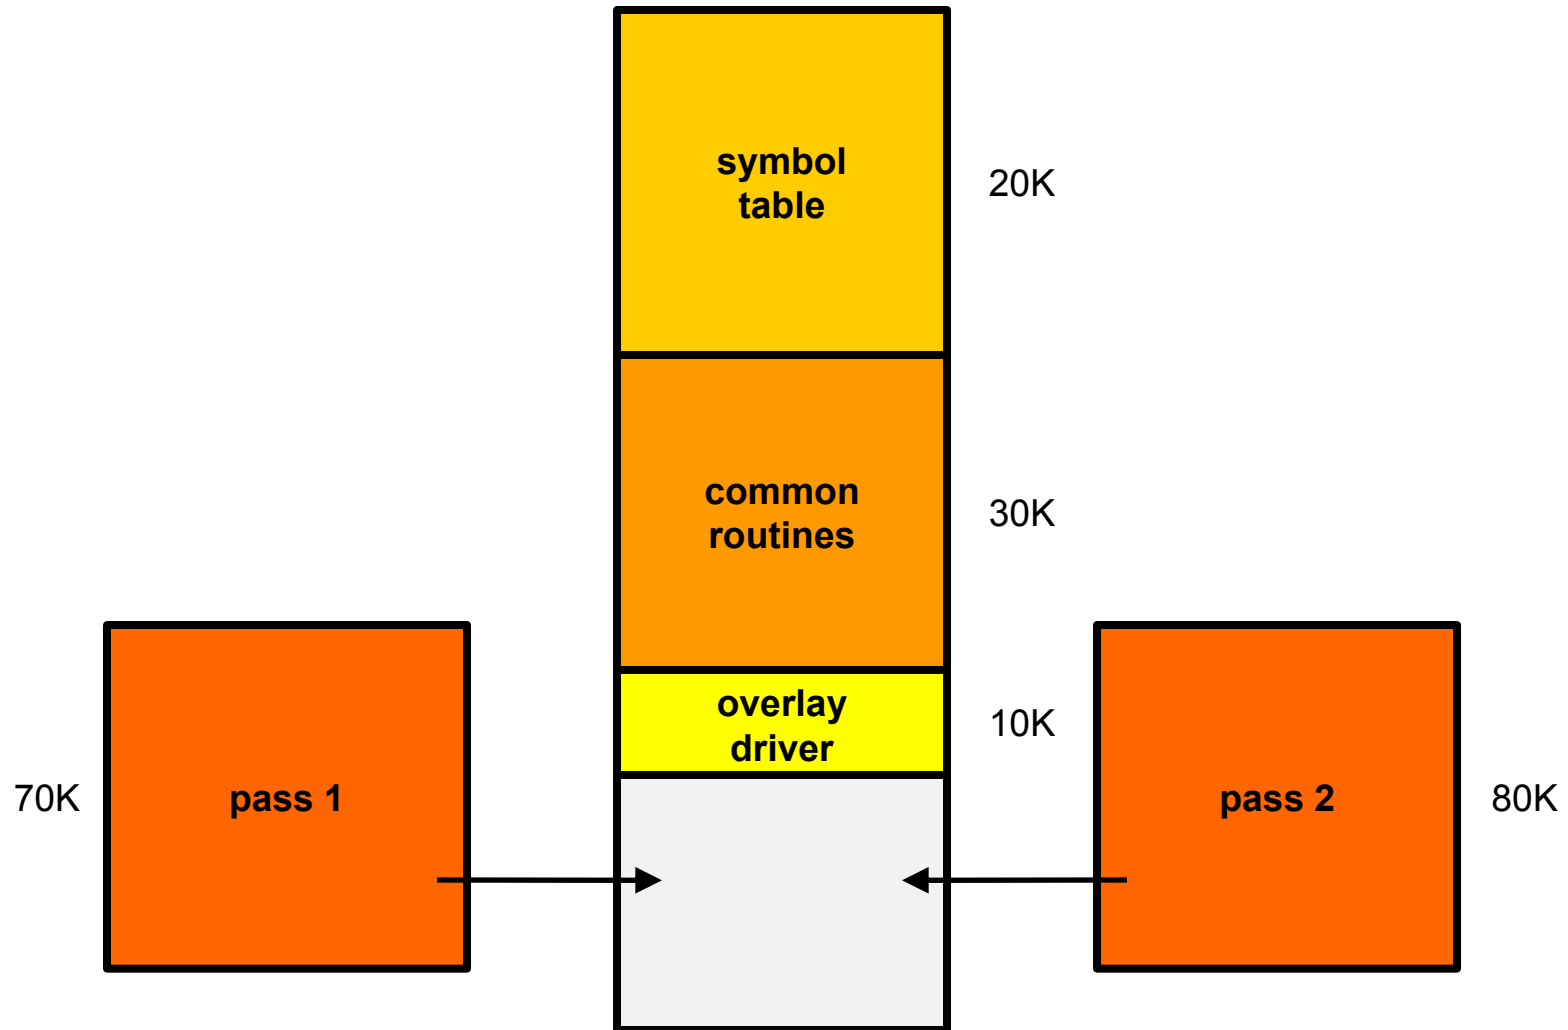 symbol
table
20K
common
routines
30K
overlay
driver
10K
70K
pass 1
pass 2
80K